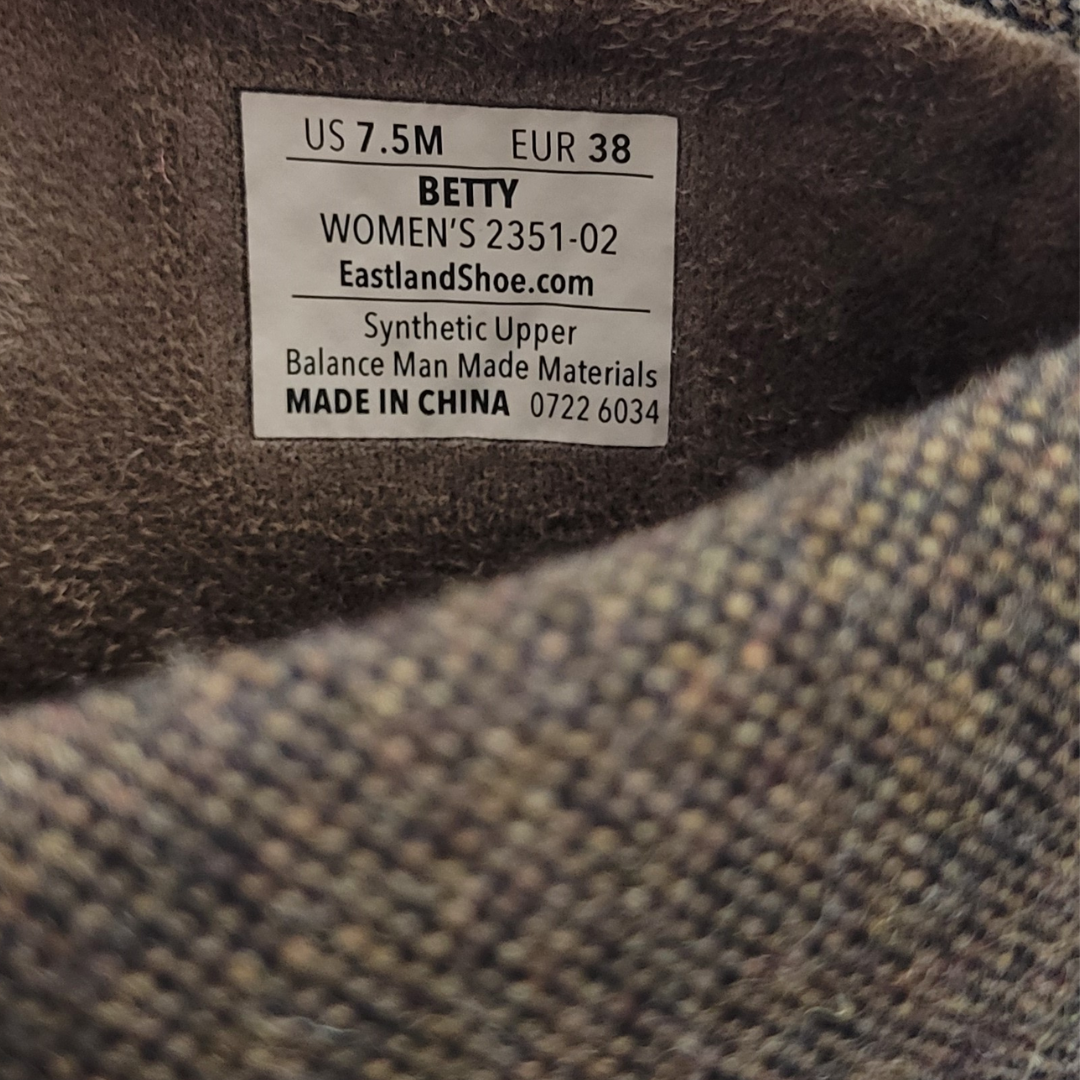 US 7.5M EUR 38
BETTY
WOMEN'S 2351-02
EastlandShoe.com
Synthetic Upper
Balance Man Made Materials
MADE IN CHINA 0722 6034